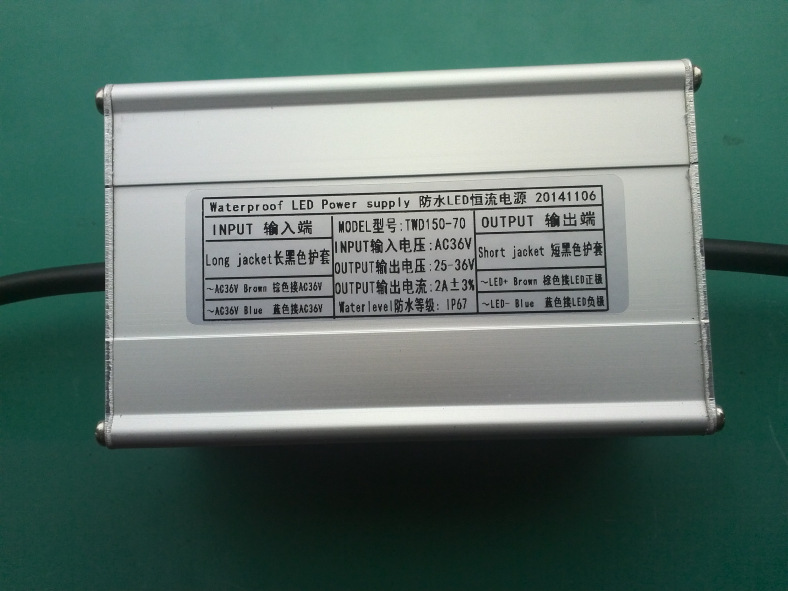 Waterproof LED Power supply 防水LED恒流电源 20141106
INPUT 输入端
Long jacket长黑色护套
～AC36V Brown 棕色接AC36V
～AC36V Blue 蓝色接AC36V
MODEL型号:TWD150-70
INPUT输入电压:AC36V
OUTPUT输出电压:25-36V
OUTPUT输出电流:2A±3%
Waterlevel防水等级: IP67
OUTPUT 输出端
Short jacket 短黑色护套
～LED+ Brown 棕色接LED正极
～LED- Blue 蓝色接LED负极